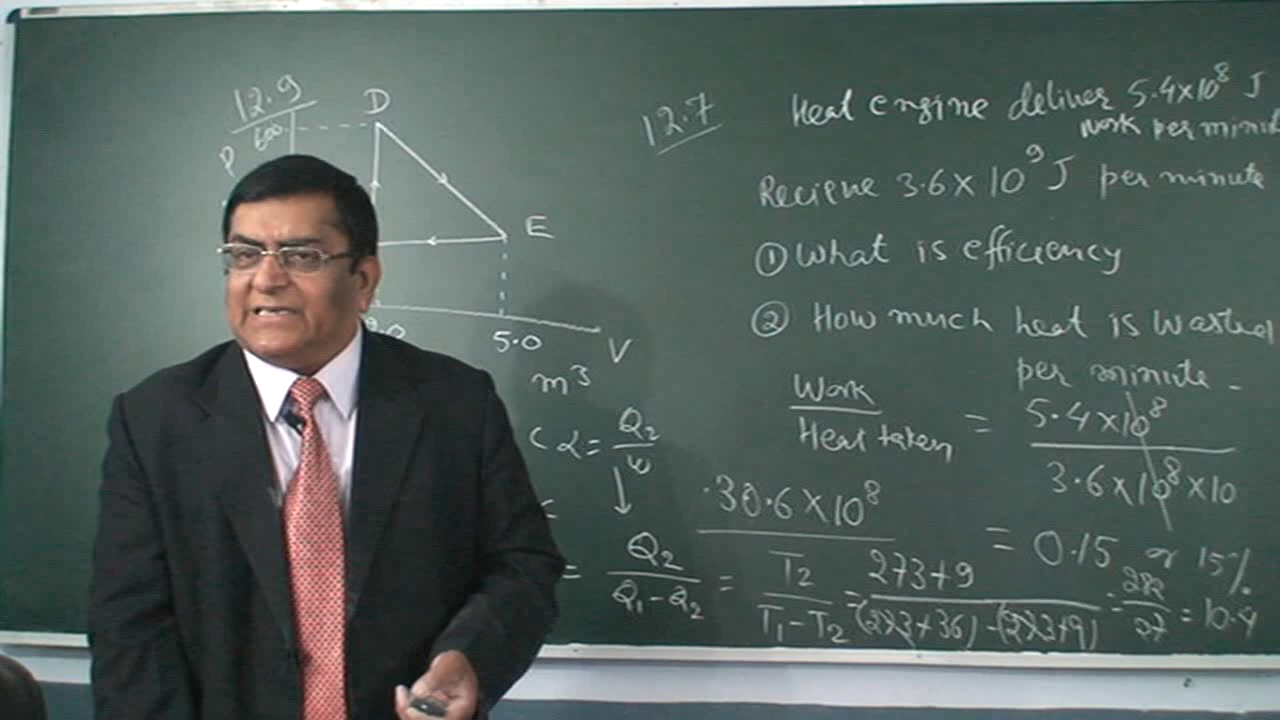 12.9
D
600
P
E
2.0
5.0
V
m³
C α = Q₂/W
↓
= Q₂/(Q₁-Q₂) = T₂/(T₁-T₂) = (273+9)/((273+36)-(273+9)) = 282/27 = 10.4
12.7
Heat engine deliver 5.4×10⁸ J
work per minut
Recieve 3.6×10⁹ J per minute
① What is efficiency
② How much heat is wasted
per minute -
Work/Heat taken = 5.4×10⁸/3.6×10⁸×10
= 0.15 or 15%
30.6×10⁸